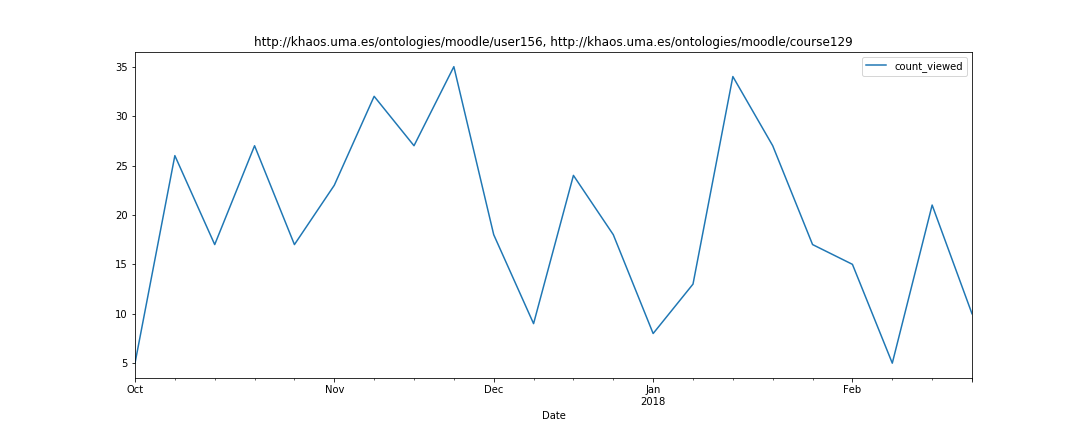 http://khaos.uma.es/ontologies/moodle/user156, http://khaos.uma.es/ontologies/moodle/course129
count_viewed
35
30
25
20
15
10
5
Oct Nov Dec Jan Feb
2018
Date